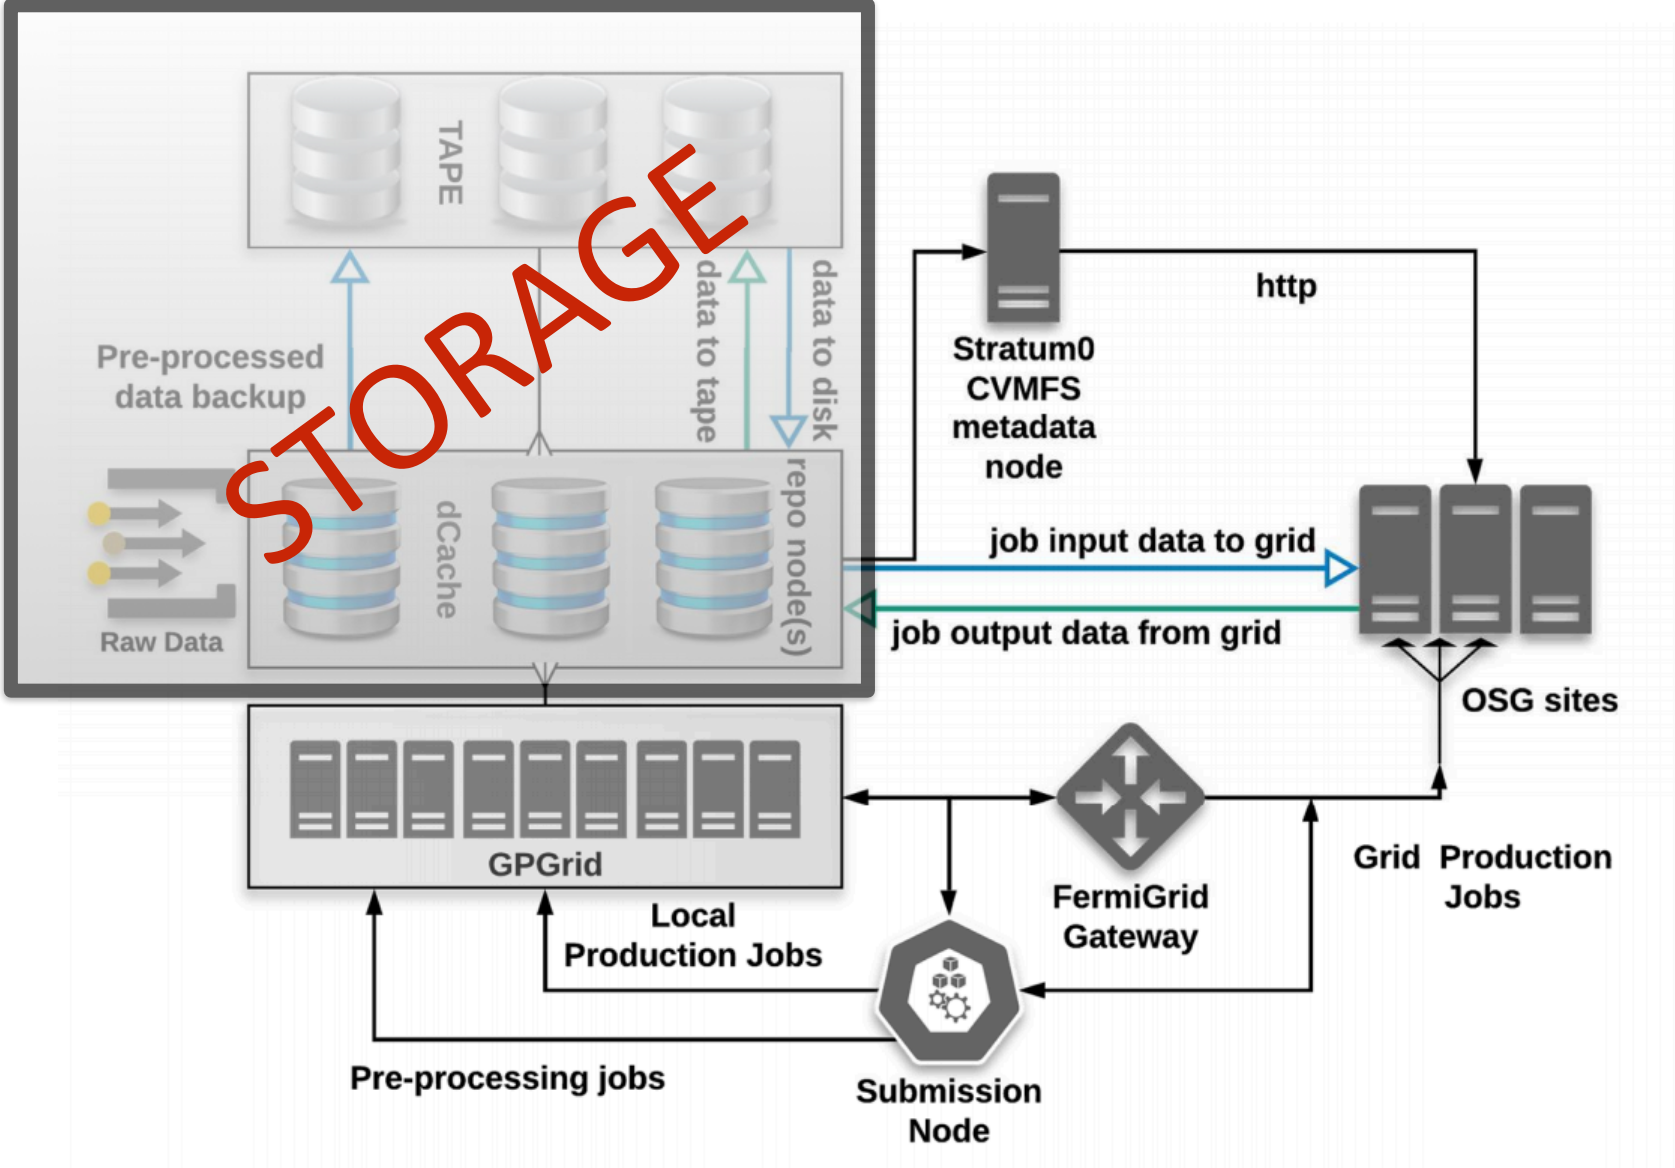 TAPE
STORAGE
data to tape
data to disk
Pre-processed
data backup
dCache
repo node(s)
Raw Data
http
Stratum0
CVMFS
metadata
node
job input data to grid
job output data from grid
OSG sites
GPGrid
Local
Production Jobs
FermiGrid
Gateway
Grid Production
Jobs
Pre-processing jobs
Submission
Node